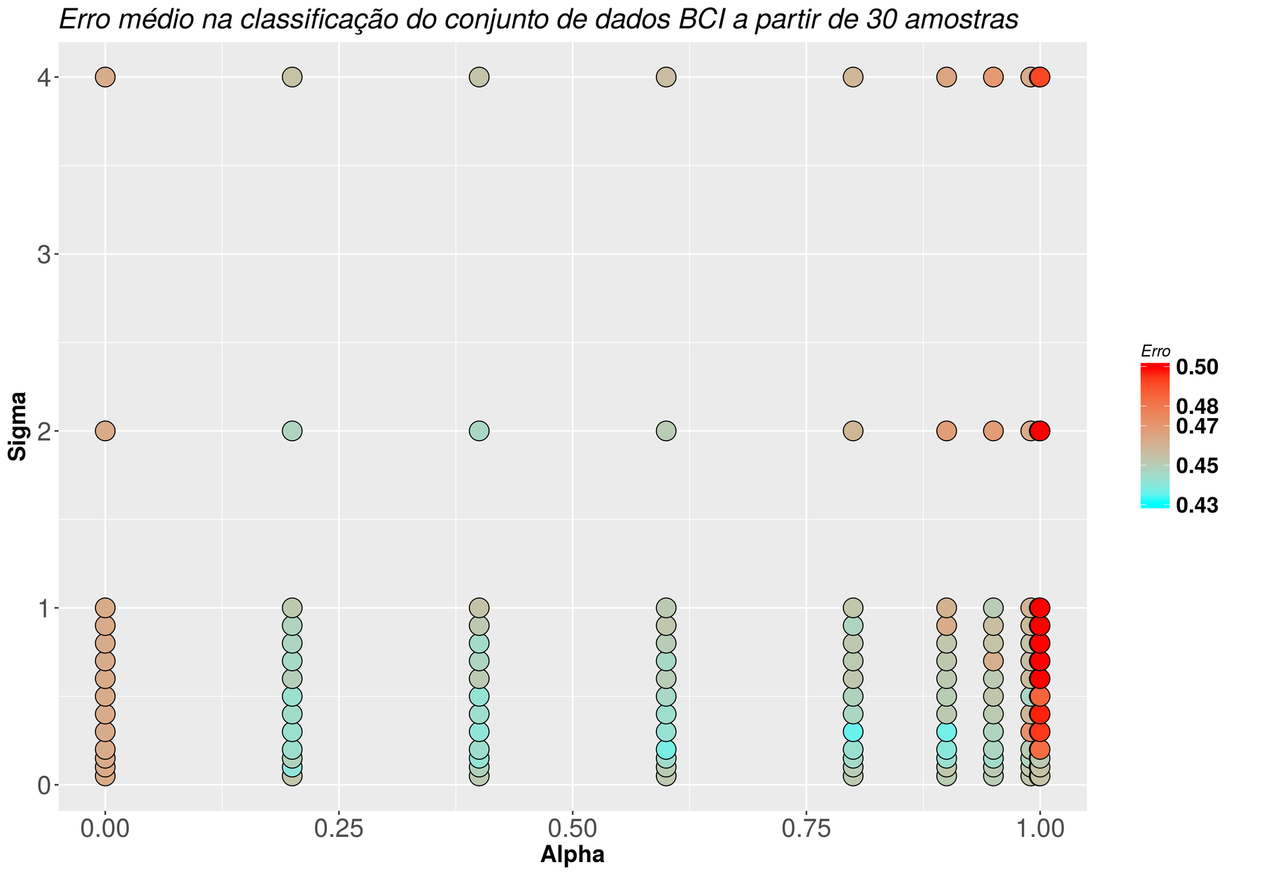 Erro médio na classificação do conjunto de dados BCI a partir de 30 amostras
4
3
2
1
0
Sigma
0.00 0.25 0.50 0.75 1.00
Alpha
Erro
0.50
0.48
0.47
0.45
0.43